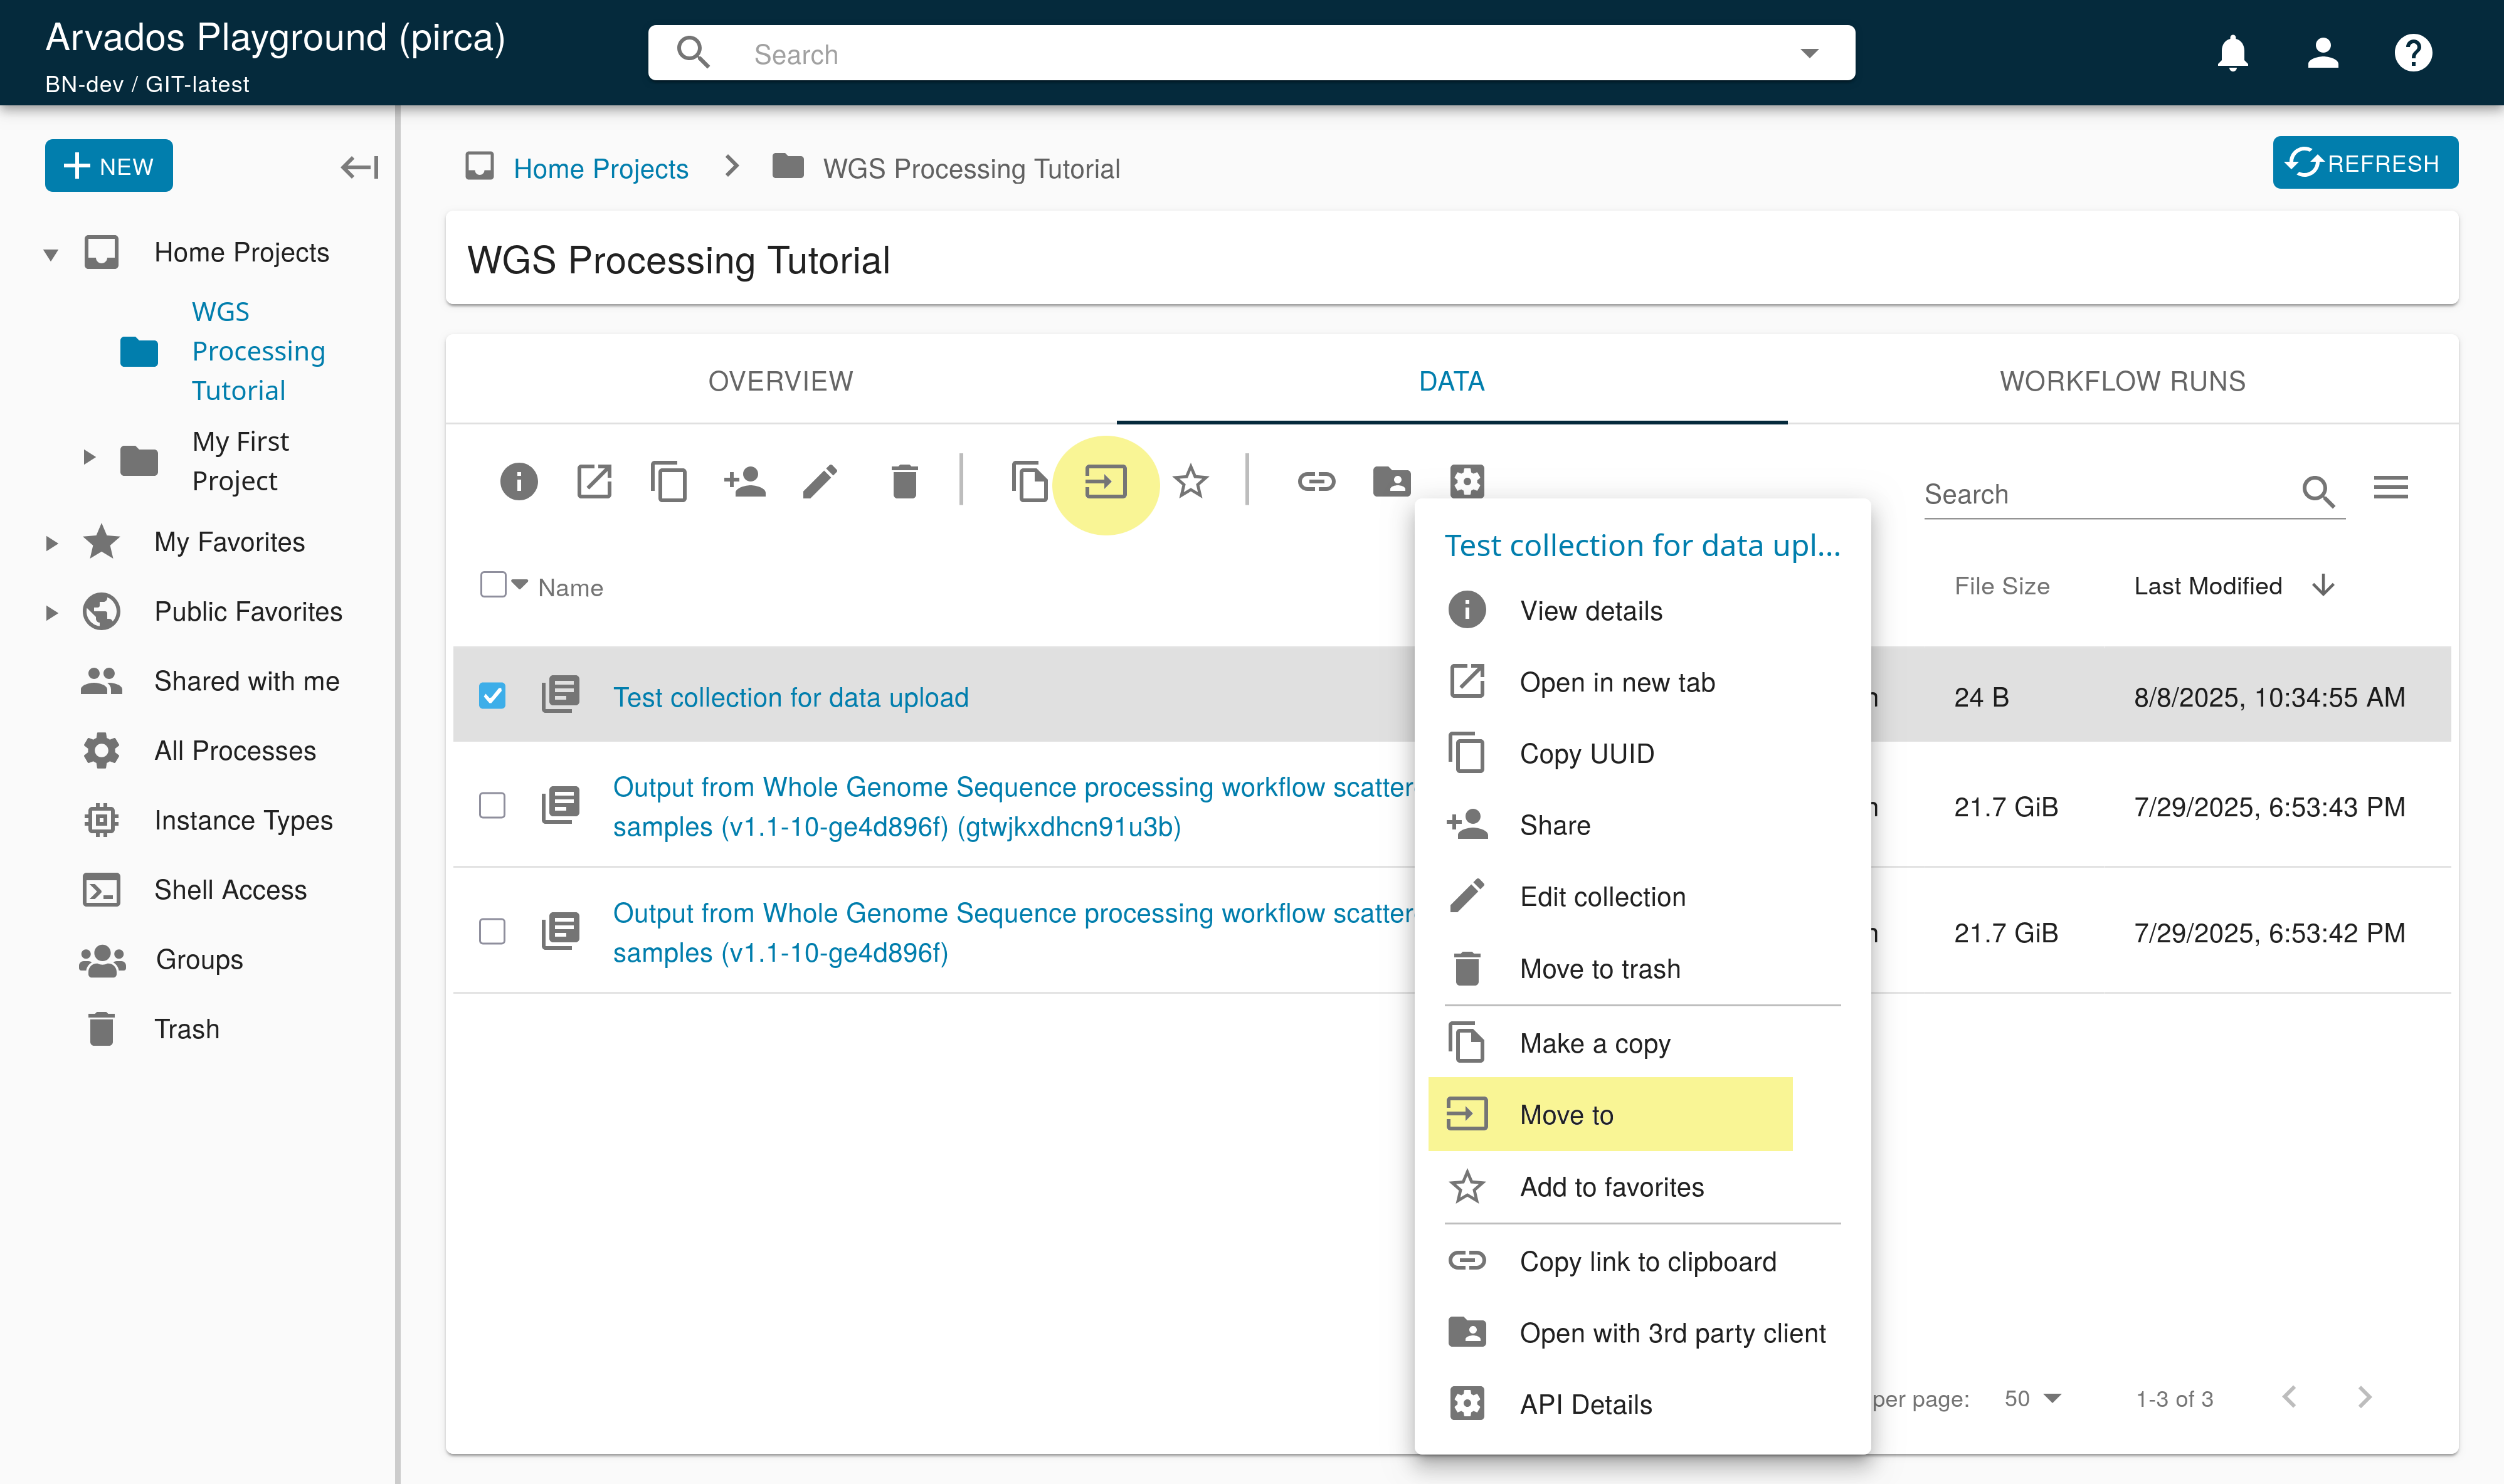 Arvados Playground (pirca)
BN-dev / GIT-latest
Search
NEW
Home Projects
WGS
Processing
Tutorial
My First
Project
My Favorites
Public Favorites
Shared with me
All Processes
Instance Types
Shell Access
Groups
Trash
Home Projects
WGS Processing Tutorial
REFRESH
WGS Processing Tutorial
OVERVIEW
DATA
WORKFLOW RUNS
Search
Name
File Size
Last Modified
Test collection for data upload
24 B
8/8/2025, 10:34:55 AM
Output from Whole Genome Sequence processing workflow scatter
samples (v1.1-10-ge4d896f) (gtwjkxdhcn91u3b)
21.7 GiB
7/29/2025, 6:53:43 PM
Output from Whole Genome Sequence processing workflow scatter
samples (v1.1-10-ge4d896f)
21.7 GiB
7/29/2025, 6:53:42 PM
Test collection for data upl...
View details
Open in new tab
Copy UUID
Share
Edit collection
Move to trash
Make a copy
Move to
Add to favorites
Copy link to clipboard
Open with 3rd party client
API Details
per page:
50
1-3 of 3